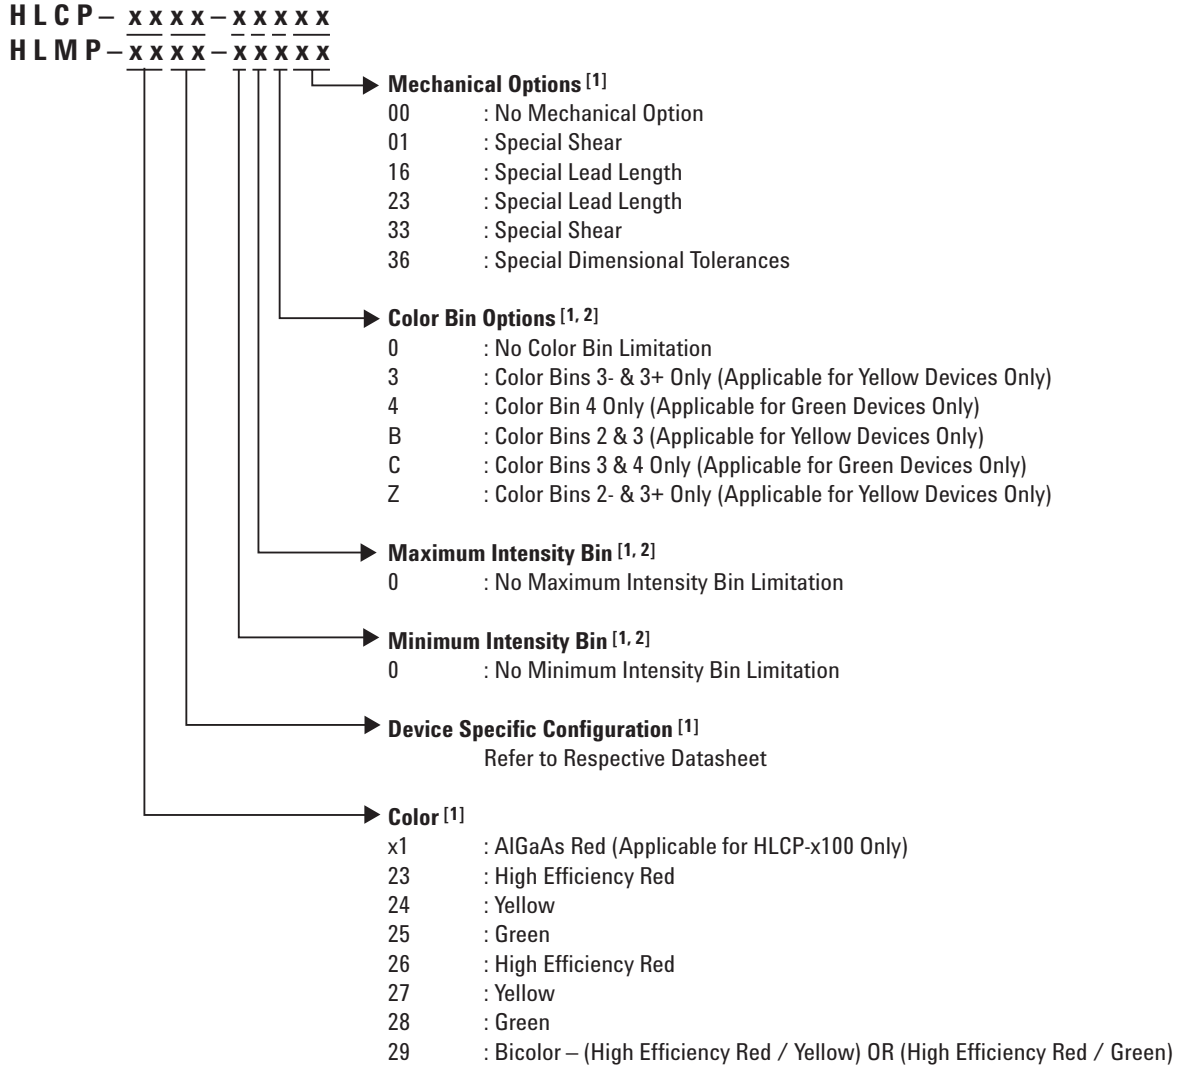 HLCP– xxxx–xxxxx
HLMP–xxxx–xxxxx
Mechanical Options [1]
00 : No Mechanical Option
01 : Special Shear
16 : Special Lead Length
23 : Special Lead Length
33 : Special Shear
36 : Special Dimensional Tolerances
Color Bin Options [1, 2]
0 : No Color Bin Limitation
3 : Color Bins 3- & 3+ Only (Applicable for Yellow Devices Only)
4 : Color Bin 4 Only (Applicable for Green Devices Only)
B : Color Bins 2 & 3 (Applicable for Yellow Devices Only)
C : Color Bins 3 & 4 Only (Applicable for Green Devices Only)
Z : Color Bins 2- & 3+ Only (Applicable for Yellow Devices Only)
Maximum Intensity Bin [1, 2]
0 : No Maximum Intensity Bin Limitation
Minimum Intensity Bin [1, 2]
0 : No Minimum Intensity Bin Limitation
Device Specific Configuration [1]
Refer to Respective Datasheet
Color [1]
x1 : AlGaAs Red (Applicable for HLCP-x100 Only)
23 : High Efficiency Red
24 : Yellow
25 : Green
26 : High Efficiency Red
27 : Yellow
28 : Green
29 : Bicolor – (High Efficiency Red / Yellow) OR (High Efficiency Red / Green)